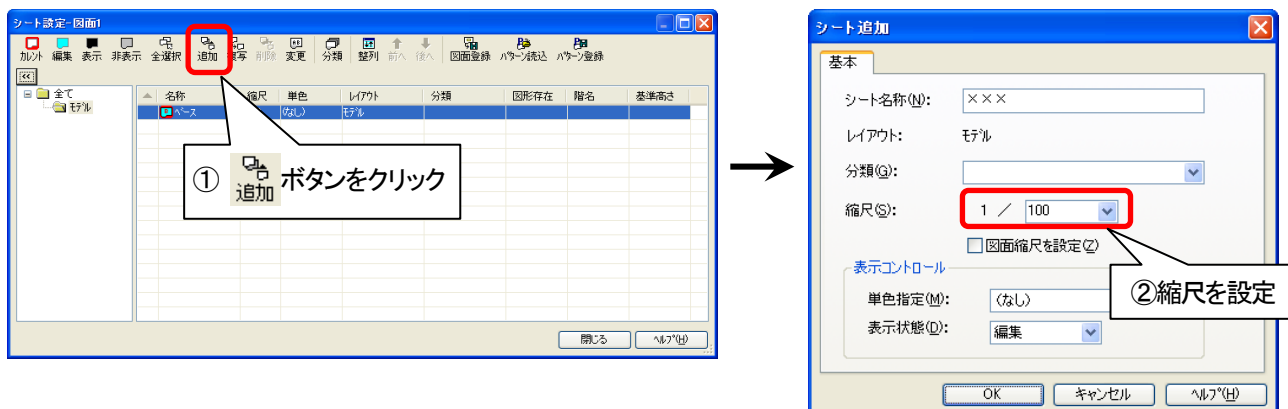 シート設定-図面1
カレント 編集 表示 非表示 全選択 追加 複写 削除 変更 分類 整列 前へ 後へ 図面登録 パターン読込 パターン登録
<<
全て
モデル
名称 縮尺 単色 レイアウト 分類 図形存在 階名 基準高さ
ベース (なし) モデル
① 追加 ボタンをクリック
閉じる ヘルプ(H)
シート追加
基本
シート名称(N): ×××
レイアウト: モデル
分類(G):
縮尺(S): 1 / 100
図面縮尺を設定(Z)
表示コントロール
単色指定(M): (なし)
表示状態(D): 編集
②縮尺を設定
OK キャンセル ヘルプ(H)